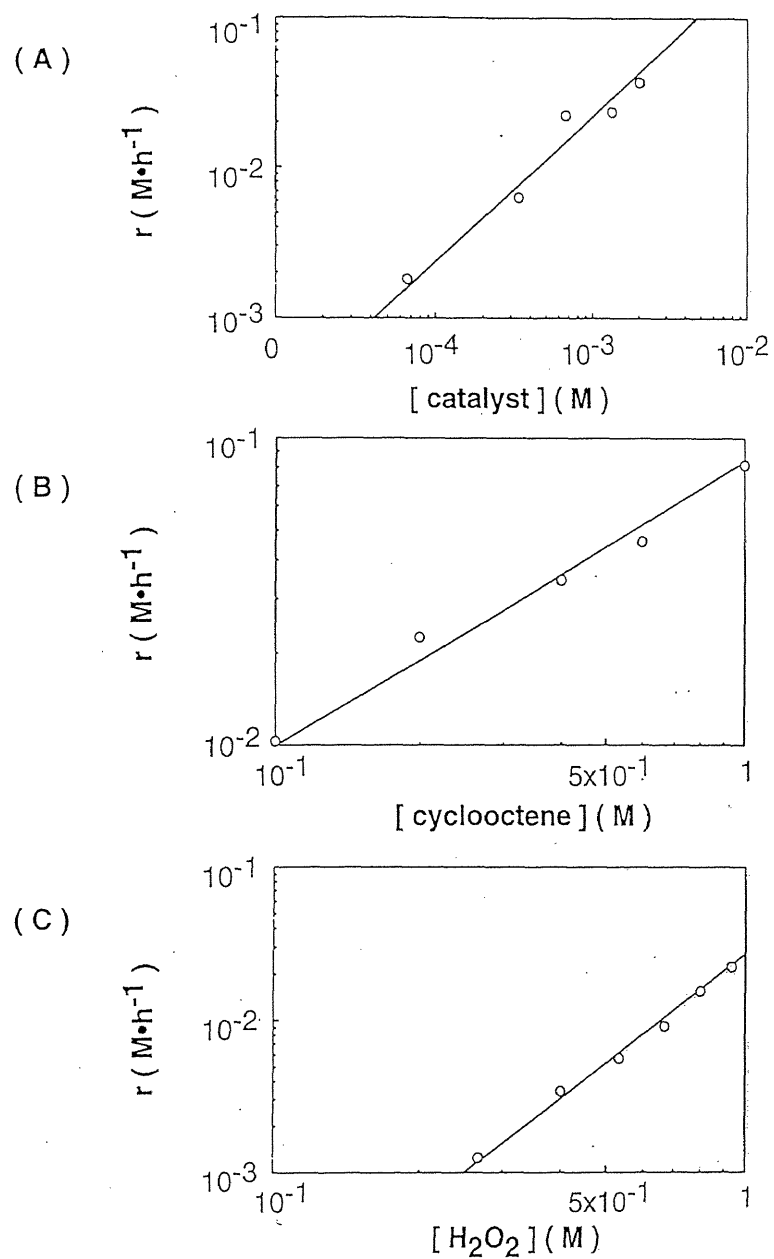 ( A )
r ( M•h⁻¹ )
10⁻¹
10⁻²
10⁻³
0
10⁻⁴
10⁻³
10⁻²
[ catalyst ] ( M )
( B )
r ( M•h⁻¹ )
10⁻¹
10⁻²
10⁻¹
5x10⁻¹
1
[ cyclooctene ] ( M )
( C )
r ( M•h⁻¹ )
10⁻¹
10⁻²
10⁻³
10⁻¹
5x10⁻¹
1
[ H₂O₂ ] ( M )